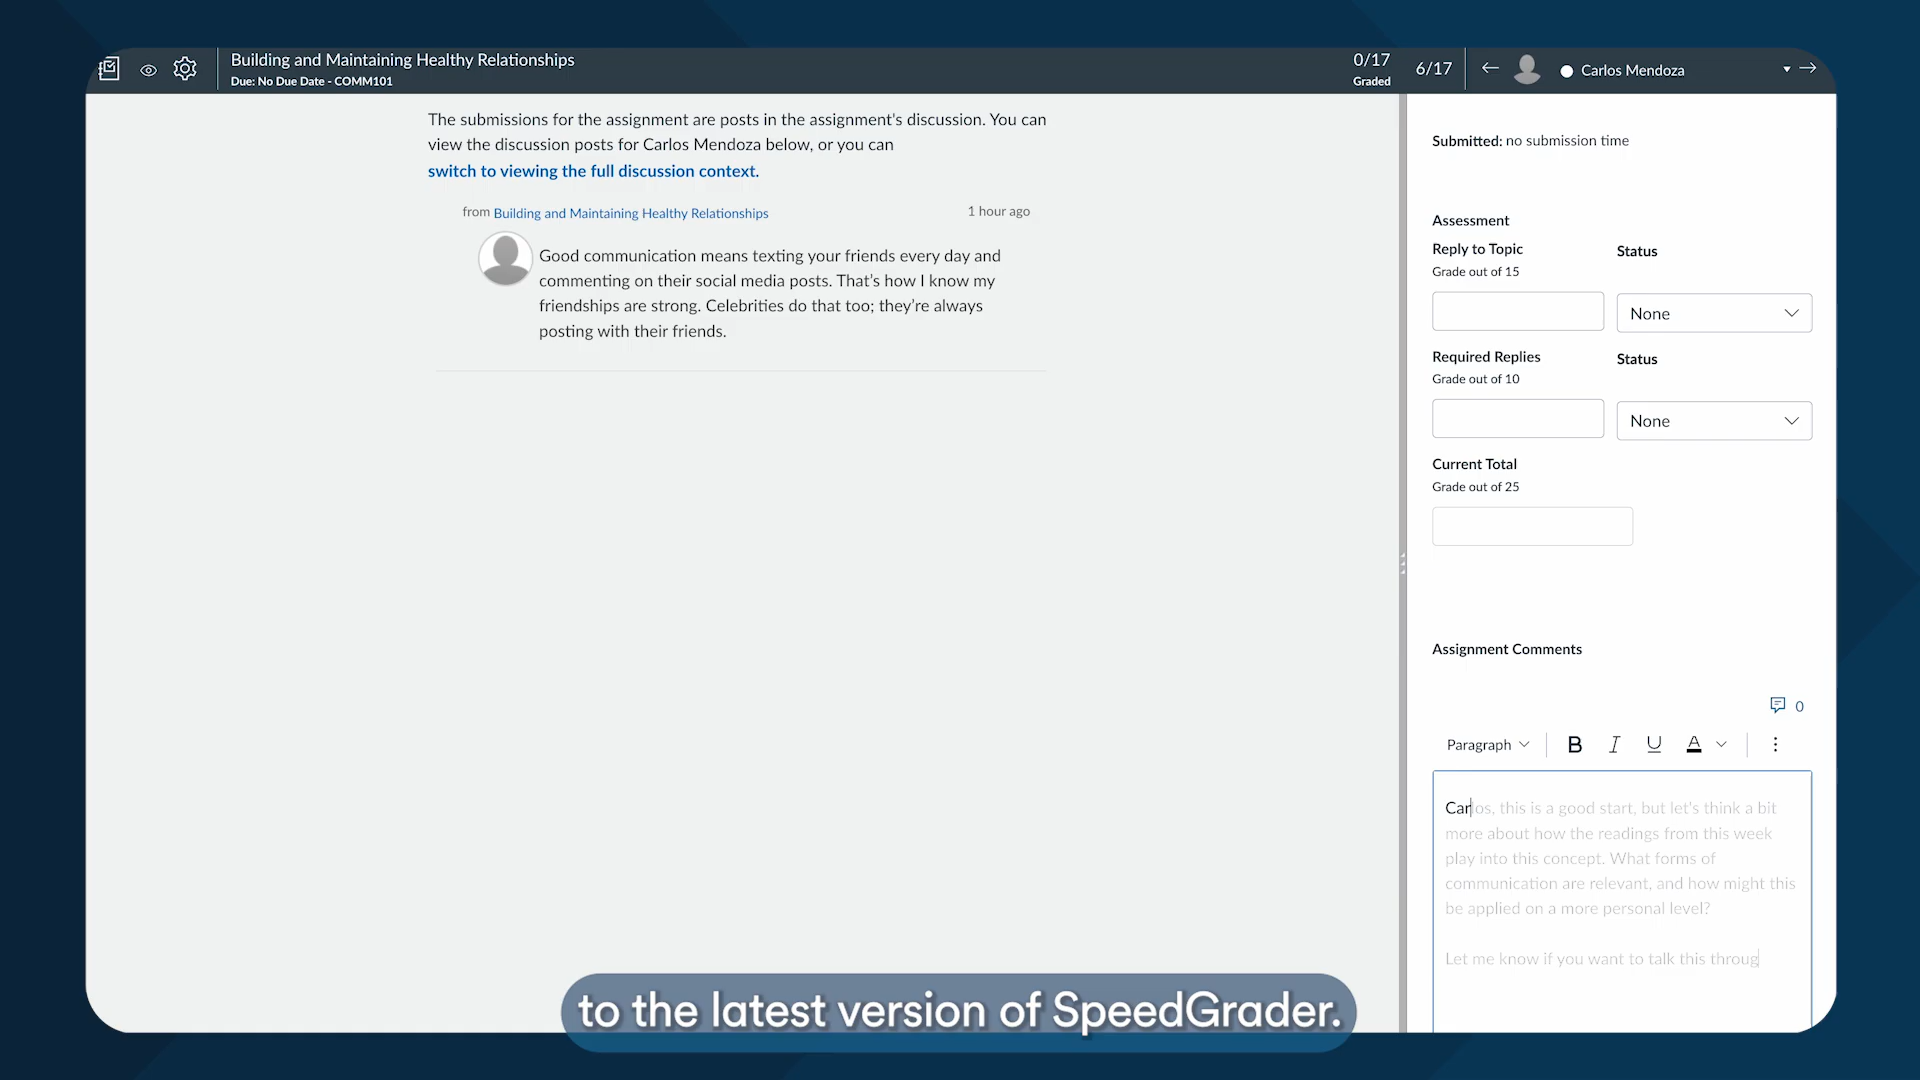 Building and Maintaining Healthy Relationships
Due: No Due Date - COMM101
0/17
Graded
6/17
Carlos Mendoza
The submissions for the assignment are posts in the assignment's discussion. You can
view the discussion posts for Carlos Mendoza below, or you can
switch to viewing the full discussion context.
from Building and Maintaining Healthy Relationships
1 hour ago
Good communication means texting your friends every day and
commenting on their social media posts. That's how I know my
friendships are strong. Celebrities do that too; they're always
posting with their friends.
Submitted: no submission time
Assessment
Reply to Topic
Status
Grade out of 15
None
Required Replies
Status
Grade out of 10
None
Current Total
Grade out of 25
Assignment Comments
0
Paragraph
B I U A
Carlos, this is a good start, but let's think a bit
more about how the readings from this week
play into this concept. What forms of
communication are relevant, and how might this
be applied on a more personal level?
Let me know if you want to talk this throug
to the latest version of SpeedGrader.